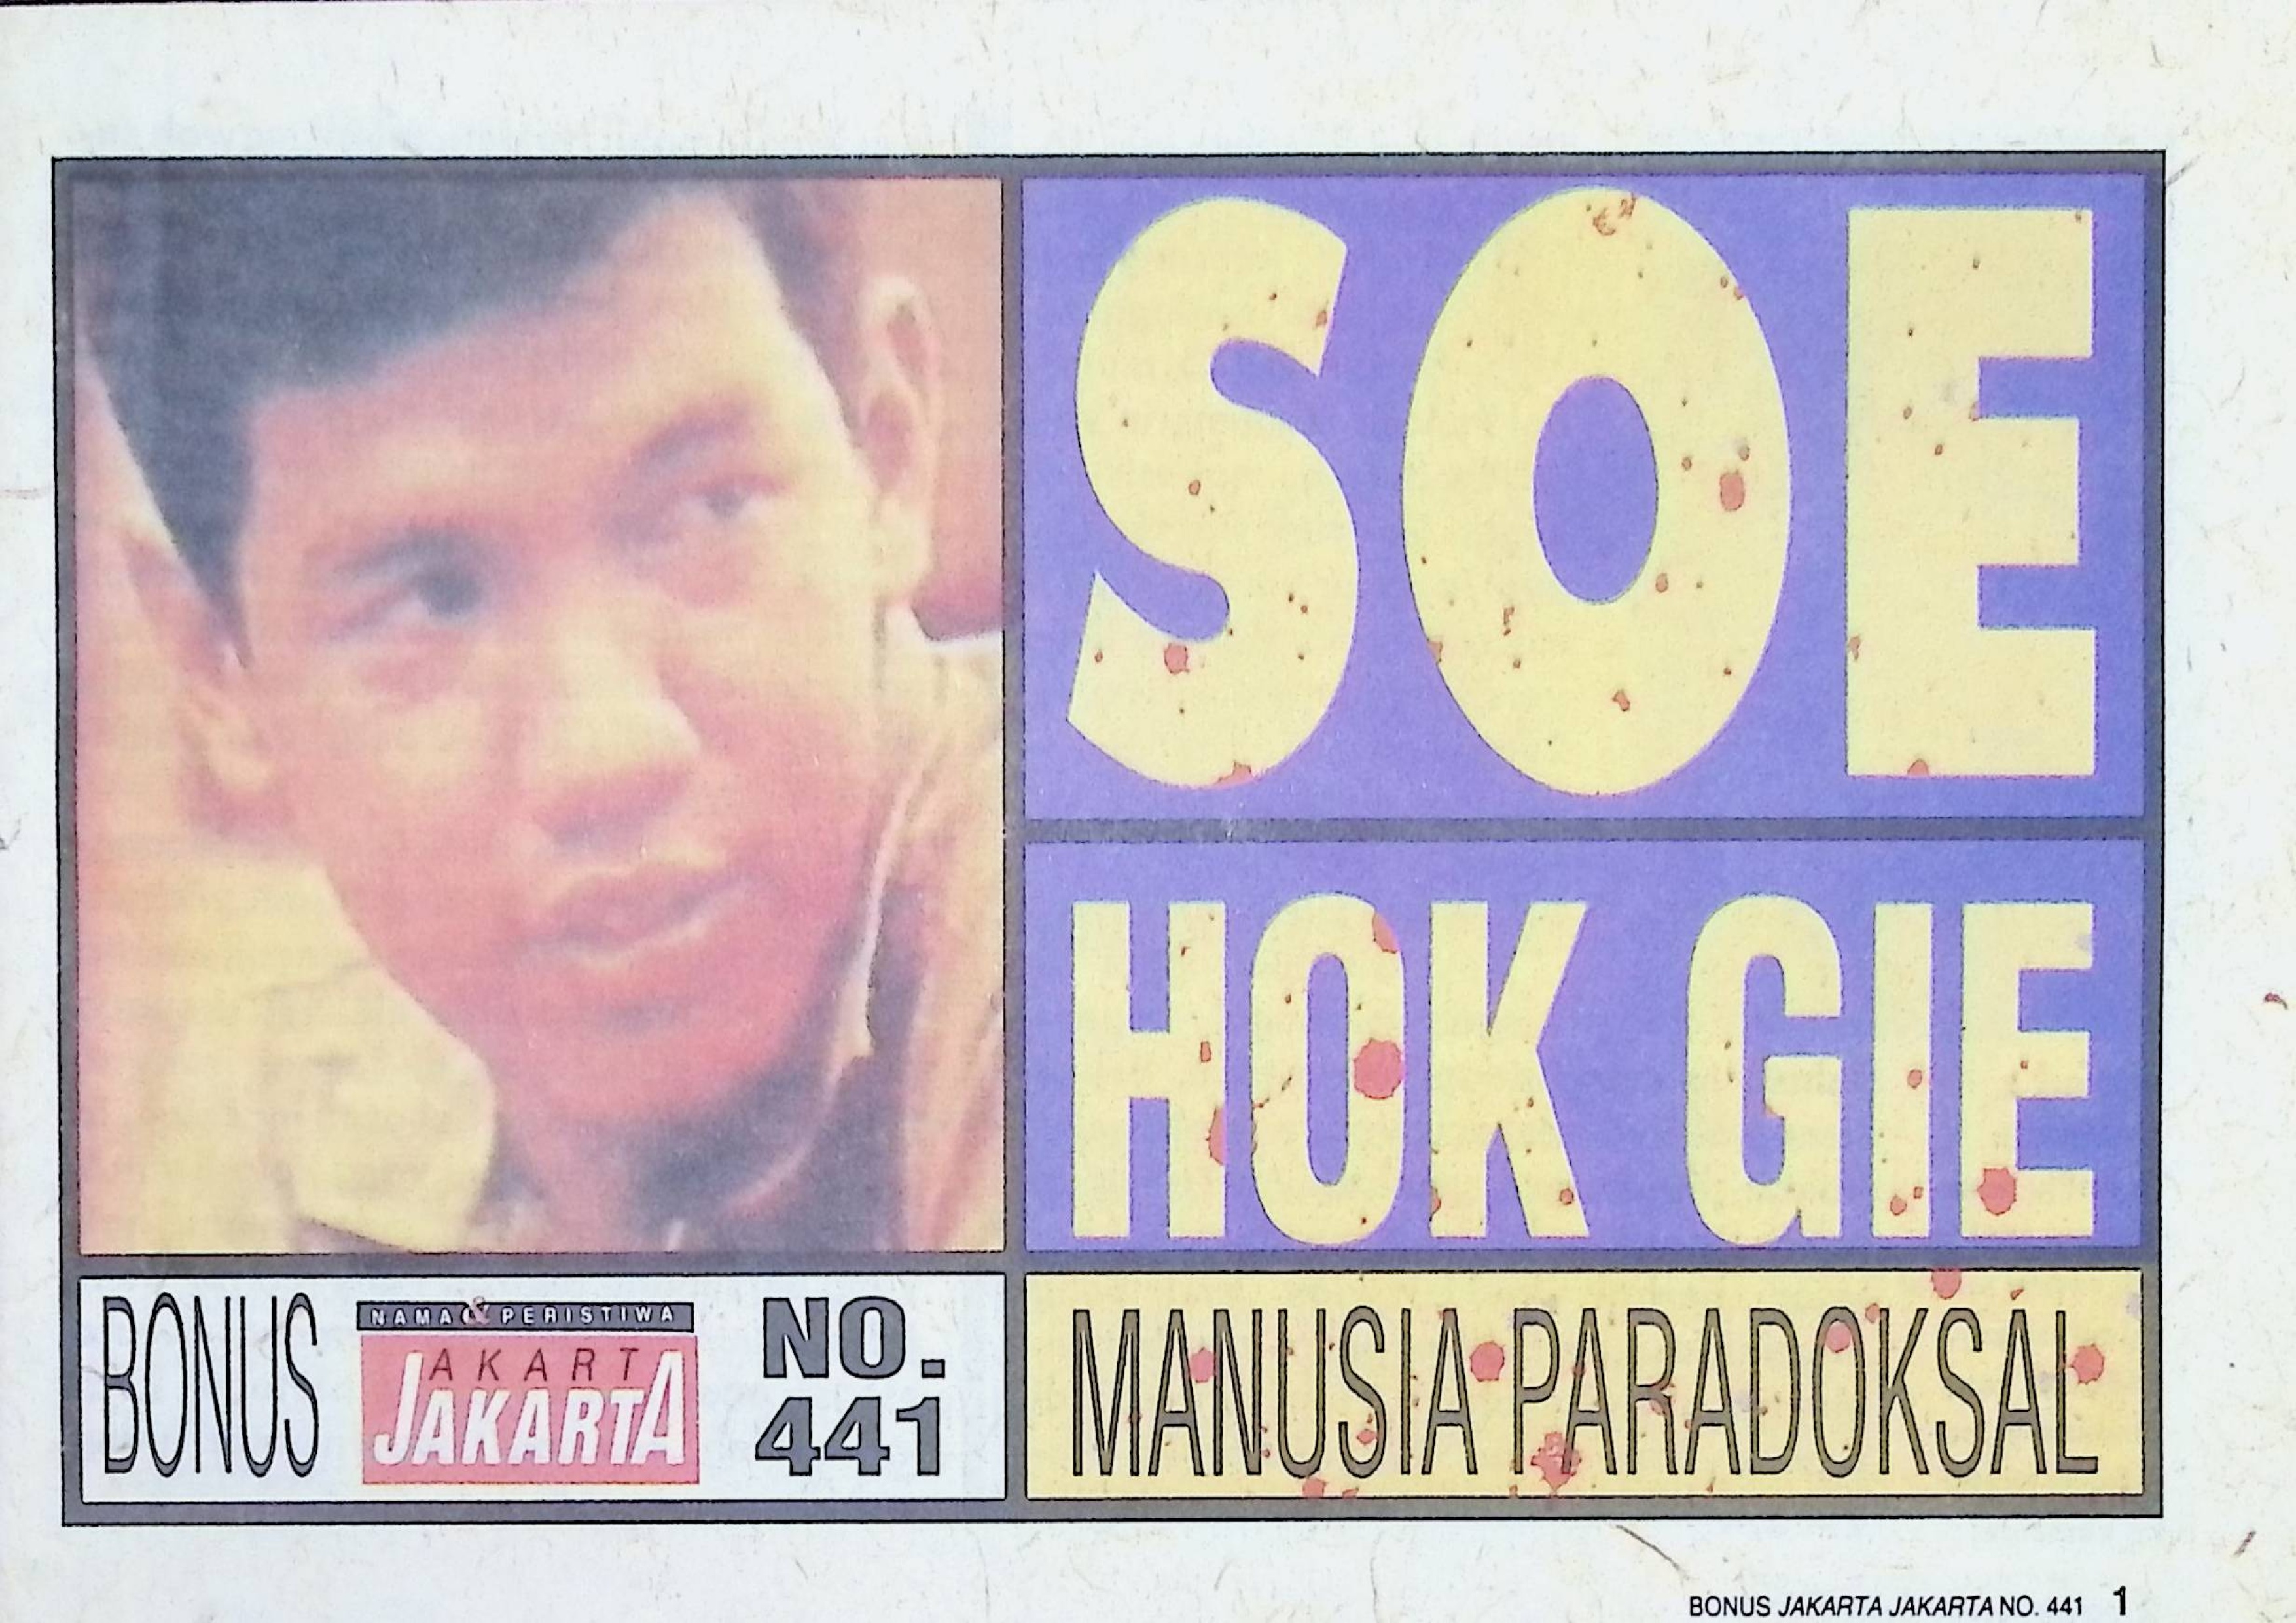 SOE
HOK GIE
MANUSIA PARADOKSAL
BONUS
NAMA & PERISTIWA
JAKARTA
JAKARTA
NO.
441
BONUS JAKARTA JAKARTA NO. 441 1